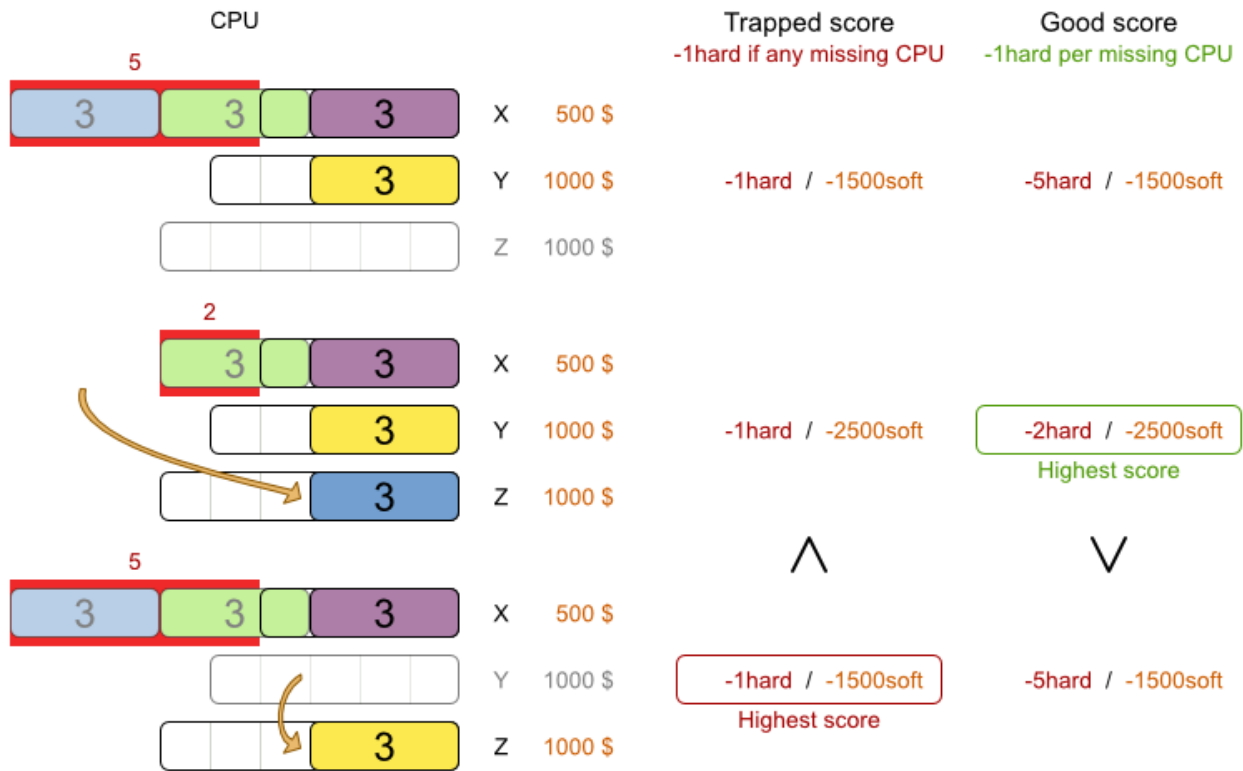 CPU Trapped score Good score
-1hard if any missing CPU -1hard per missing CPU
5
3 3 3 X 500 $
3 Y 1000 $ -1hard / -1500soft -5hard / -1500soft
Z 1000 $
2
3 3 X 500 $
3 Y 1000 $ -1hard / -2500soft -2hard / -2500soft
Highest score
3 Z 1000 $
5
3 3 3 X 500 $
Y 1000 $ -1hard / -1500soft -5hard / -1500soft
Highest score
3 Z 1000 $